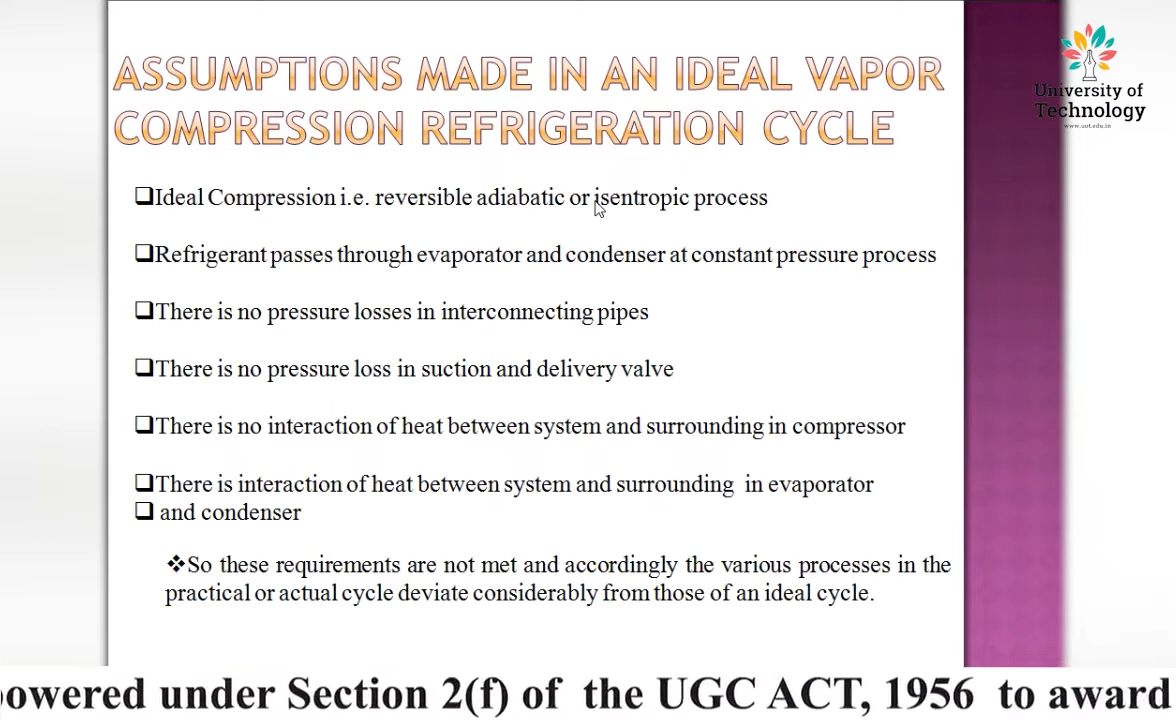 ASSUMPTIONS MADE IN AN IDEAL VAPOR
COMPRESSION REFRIGERATION CYCLE
University of
Technology
www.uot.edu.in
❑Ideal Compression i.e. reversible adiabatic or isentropic process
❑Refrigerant passes through evaporator and condenser at constant pressure process
❑There is no pressure losses in interconnecting pipes
❑There is no pressure loss in suction and delivery valve
❑There is no interaction of heat between system and surrounding in compressor
❑There is interaction of heat between system and surrounding in evaporator
❑ and condenser
❖So these requirements are not met and accordingly the various processes in the
practical or actual cycle deviate considerably from those of an ideal cycle.
powered under Section 2(f) of the UGC ACT, 1956 to award